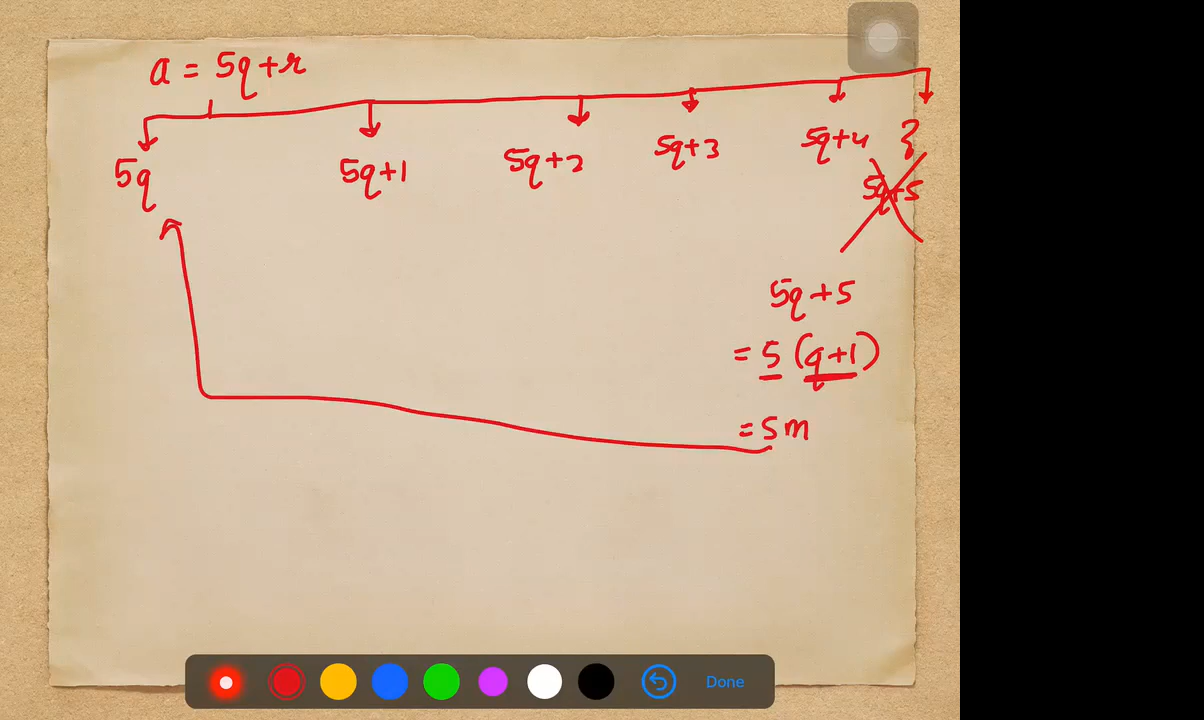 a = 5q+r
5q 5q+1 5q+2 5q+3 5q+4 ?
5q+5
5q+5
= 5 (q+1)
= 5m
Done